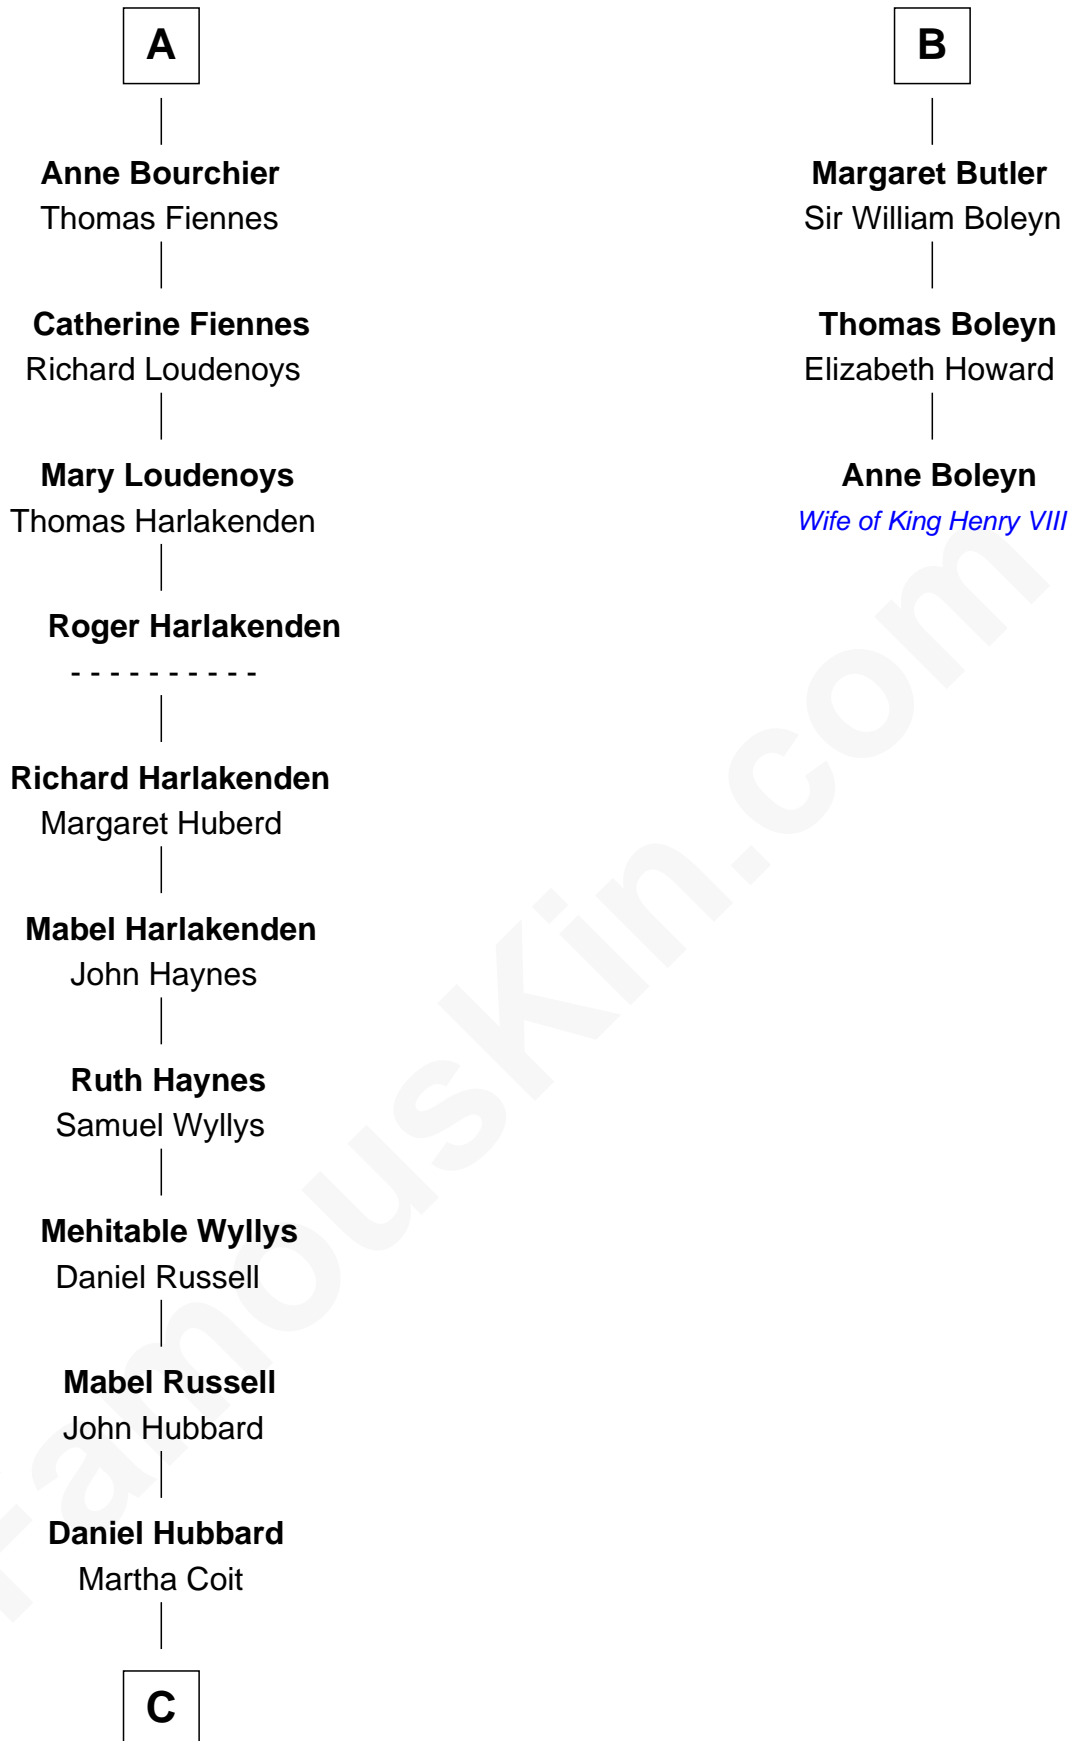 A
Anne Bourchier
Thomas Fiennes
Catherine Fiennes
Richard Loudenoys
Mary Loudenoys
Thomas Harlakenden
Roger Harlakenden
- - - - - - - - - -
Richard Harlakenden
Margaret Huberd
Mabel Harlakenden
John Haynes
Ruth Haynes
Samuel Wyllys
Mehitable Wyllys
Daniel Russell
Mabel Russell
John Hubbard
Daniel Hubbard
Martha Coit
C
B
Margaret Butler
Sir William Boleyn
Thomas Boleyn
Elizabeth Howard
Anne Boleyn
Wife of King Henry VIII
FamousKin.com